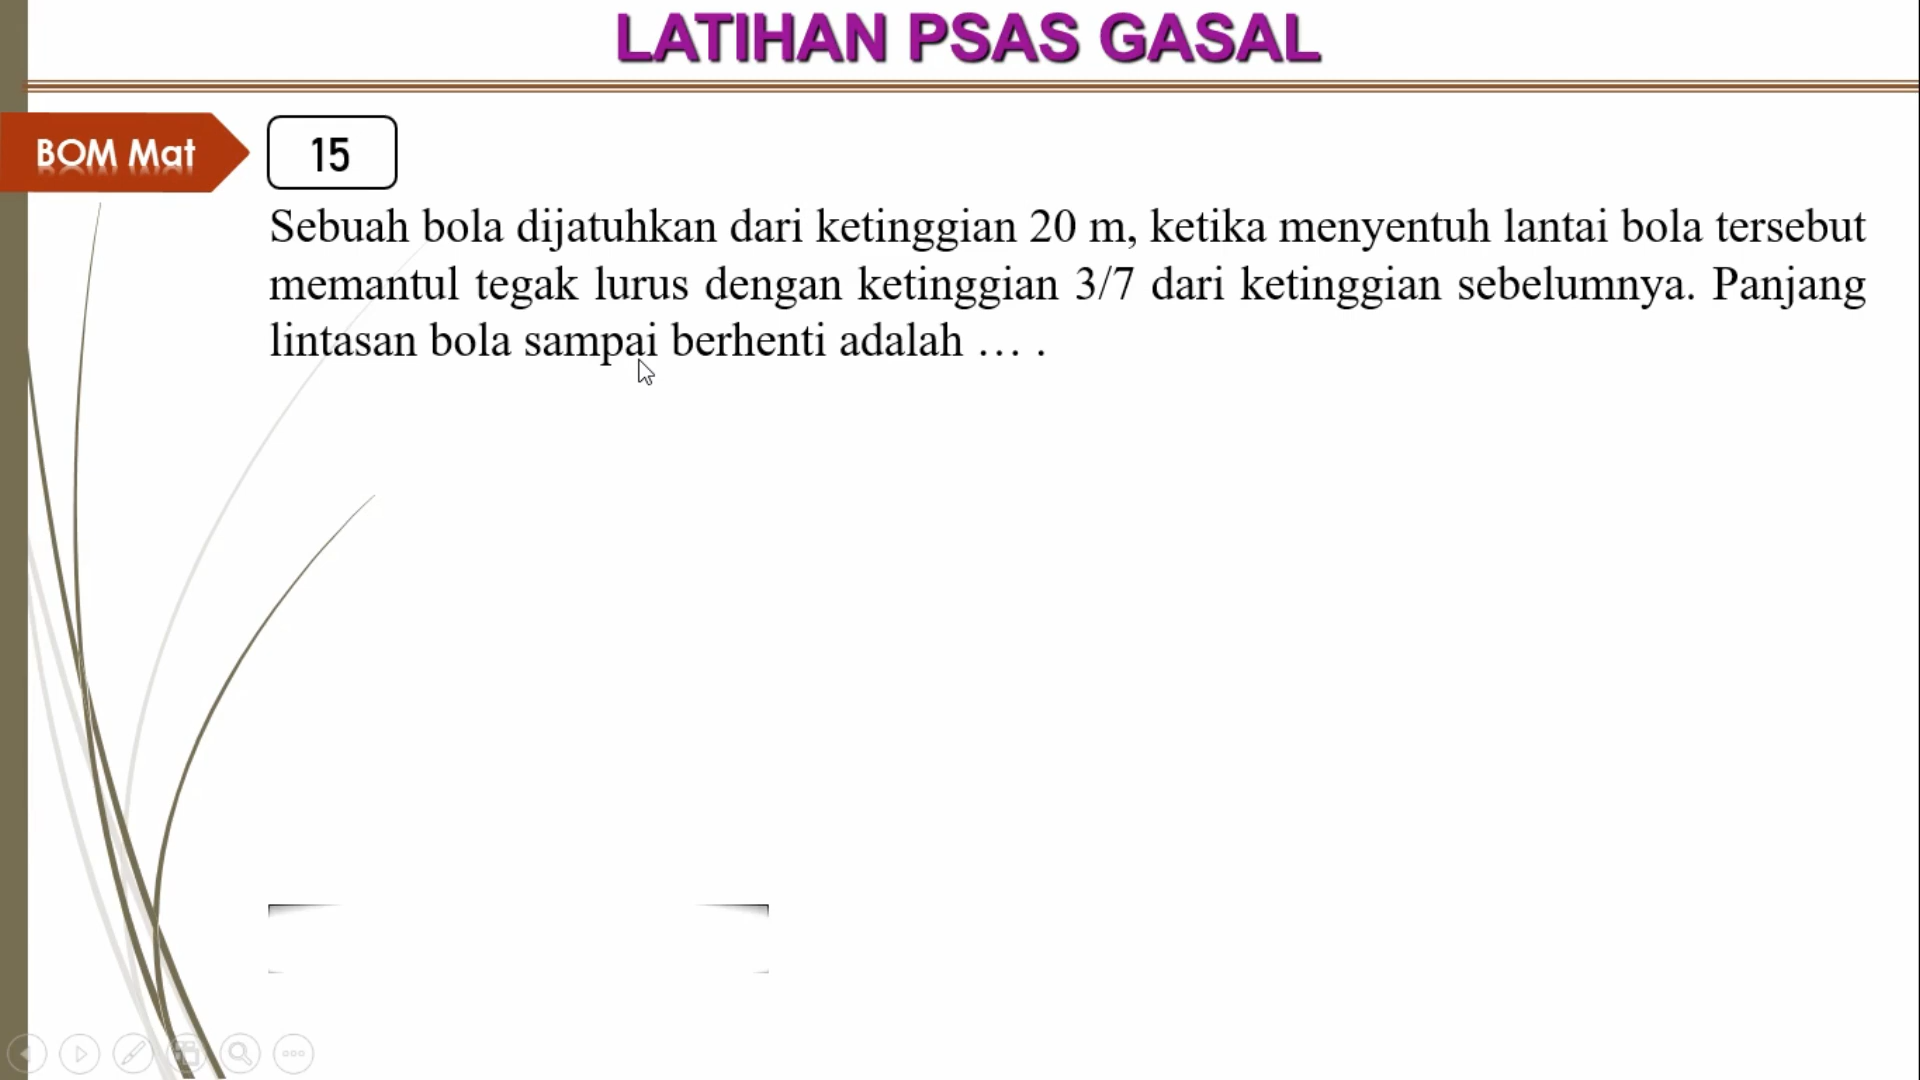 LATIHAN PSAS GASAL
BOM Mat
15
Sebuah bola dijatuhkan dari ketinggian 20 m, ketika menyentuh lantai bola tersebut
memantul tegak lurus dengan ketinggian 3/7 dari ketinggian sebelumnya. Panjang
lintasan bola sampai berhenti adalah … .